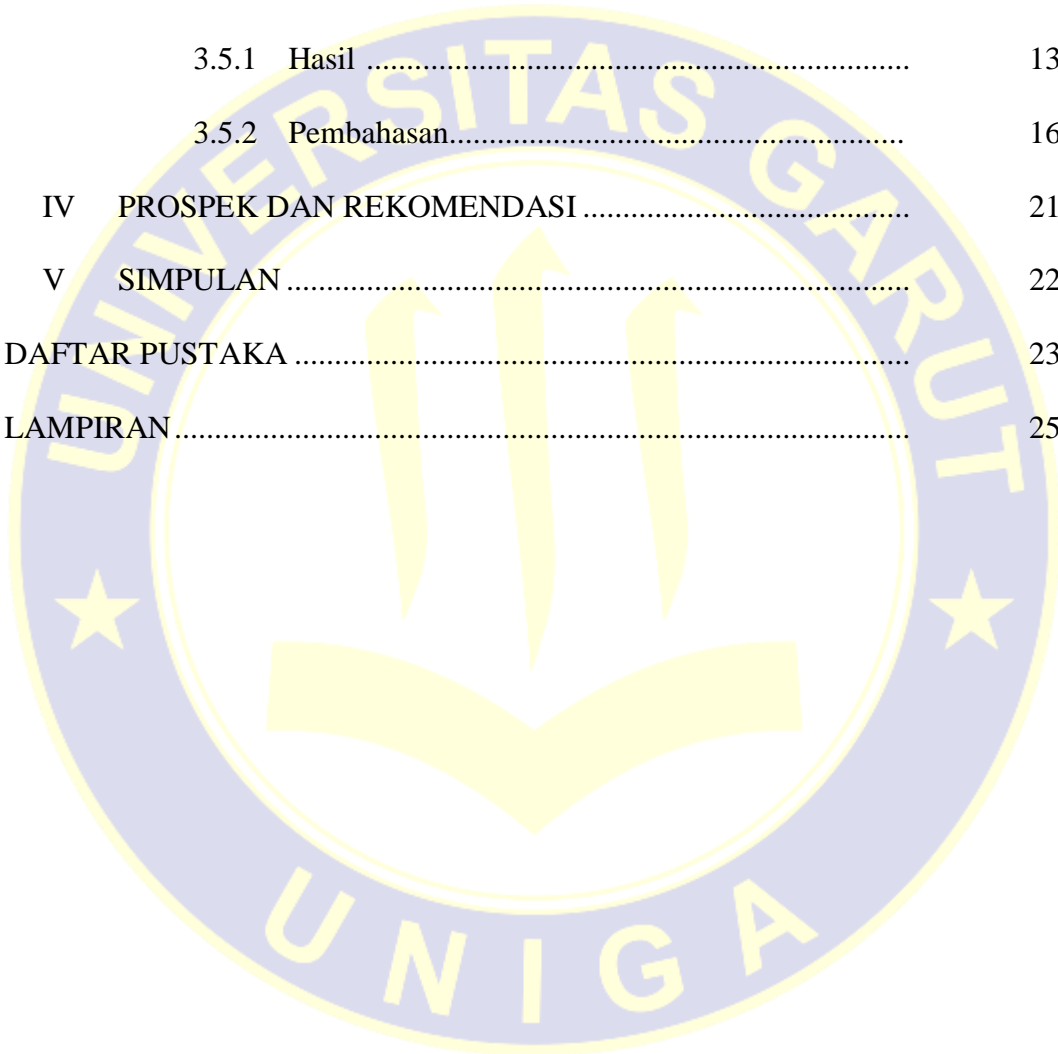 3.5.1 Hasil .................................................................... 13
3.5.2 Pembahasan......................................................... 16
IV PROSPEK DAN REKOMENDASI ......................................... 21
V SIMPULAN .............................................................................. 22
DAFTAR PUSTAKA ............................................................................. 23
LAMPIRAN ............................................................................................ 25
UNIVERSITAS GARUT
UNIGA